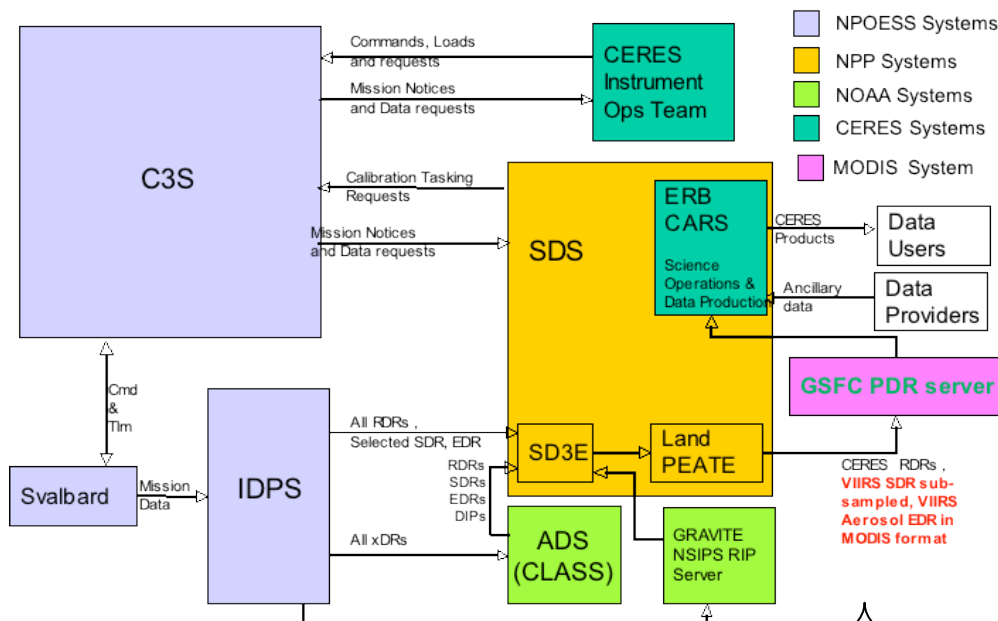 NPOESS Systems
NPP Systems
NOAA Systems
CERES Systems
MODIS System
Commands, Loads
and requests
Mission Notices
and Data requests
CERES
Instrument
Ops Team
C3S
Calibration Tasking
Requests
Mission Notices
and Data requests
SDS
ERB
CARS
Science
Operations &
Data Production
CERES
Products
Data
Users
Ancillary
data
Data
Providers
GSFC PDR server
Cmd
&
Tlm
Svalbard
Mission
Data
IDPS
All RDRs ,
Selected SDR, EDR
RDRs
SDRs
EDRs
DIPs
All xDRs
SD3E
Land
PEATE
CERES RDRs ,
VIIRS SDR sub-
sampled, VIIRS
Aerosol EDR in
MODIS format
ADS
(CLASS)
GRAVITE
NSIPS RIP
Server